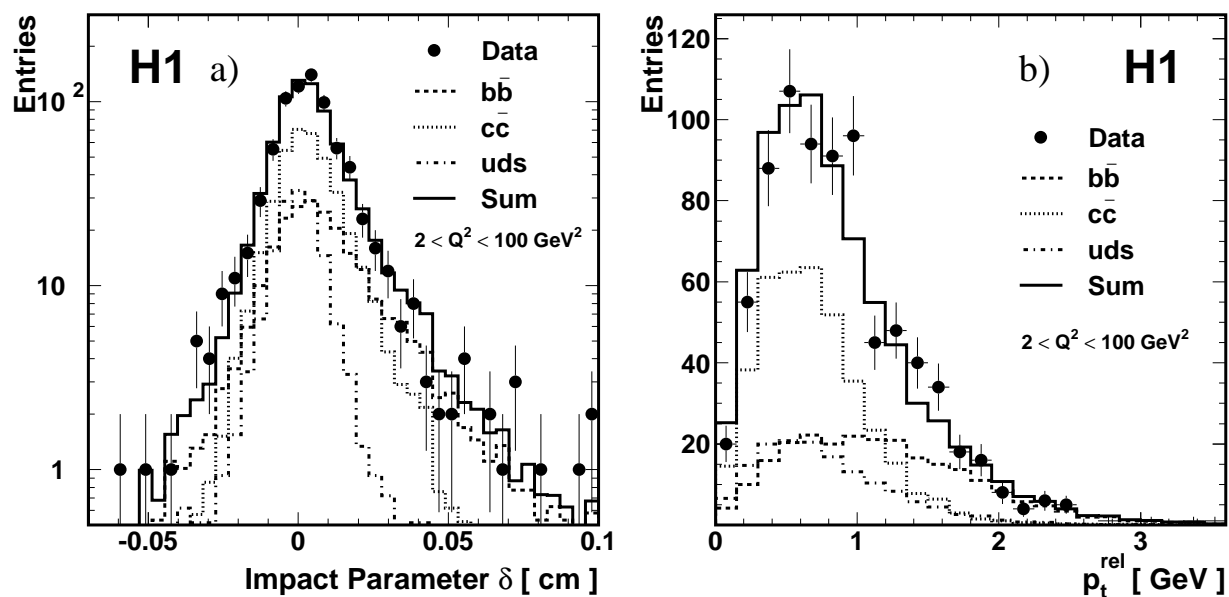 Entries
H1 a)
Data
bb̄
cc̄
uds
Sum
2 < Q² < 100 GeV²
10²
10
1
-0.05 0 0.05 0.1
Impact Parameter δ [ cm ]
Entries
b) H1
Data
bb̄
cc̄
uds
Sum
2 < Q² < 100 GeV²
120
100
80
60
40
20
0 1 2 3
p_t^rel [ GeV ]